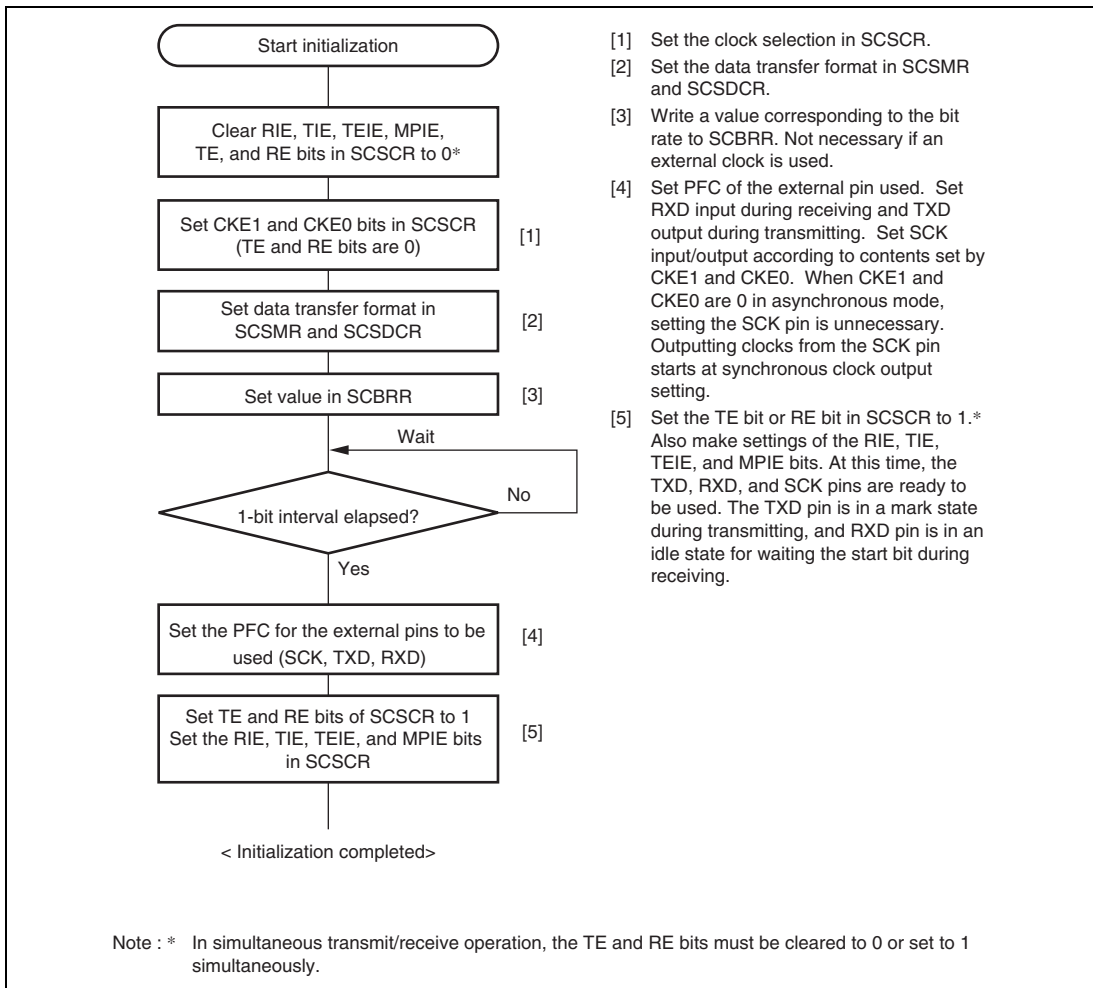 Start initialization
Clear RIE, TIE, TEIE, MPIE,
TE, and RE bits in SCSCR to 0*
Set CKE1 and CKE0 bits in SCSCR
(TE and RE bits are 0)
[1]
Set data transfer format in
SCSMR and SCSDCR
[2]
Set value in SCBRR
[3]
Wait
No
1-bit interval elapsed?
Yes
Set the PFC for the external pins to be
used (SCK, TXD, RXD)
[4]
Set TE and RE bits of SCSCR to 1
Set the RIE, TIE, TEIE, and MPIE bits
in SCSCR
[5]
< Initialization completed>
[1] Set the clock selection in SCSCR.
[2] Set the data transfer format in SCSMR
and SCSDCR.
[3] Write a value corresponding to the bit
rate to SCBRR. Not necessary if an
external clock is used.
[4] Set PFC of the external pin used. Set
RXD input during receiving and TXD
output during transmitting. Set SCK
input/output according to contents set by
CKE1 and CKE0. When CKE1 and
CKE0 are 0 in asynchronous mode,
setting the SCK pin is unnecessary.
Outputting clocks from the SCK pin
starts at synchronous clock output
setting.
[5] Set the TE bit or RE bit in SCSCR to 1.*
Also make settings of the RIE, TIE,
TEIE, and MPIE bits. At this time, the
TXD, RXD, and SCK pins are ready to
be used. The TXD pin is in a mark state
during transmitting, and RXD pin is in an
idle state for waiting the start bit during
receiving.
Note : * In simultaneous transmit/receive operation, the TE and RE bits must be cleared to 0 or set to 1
simultaneously.